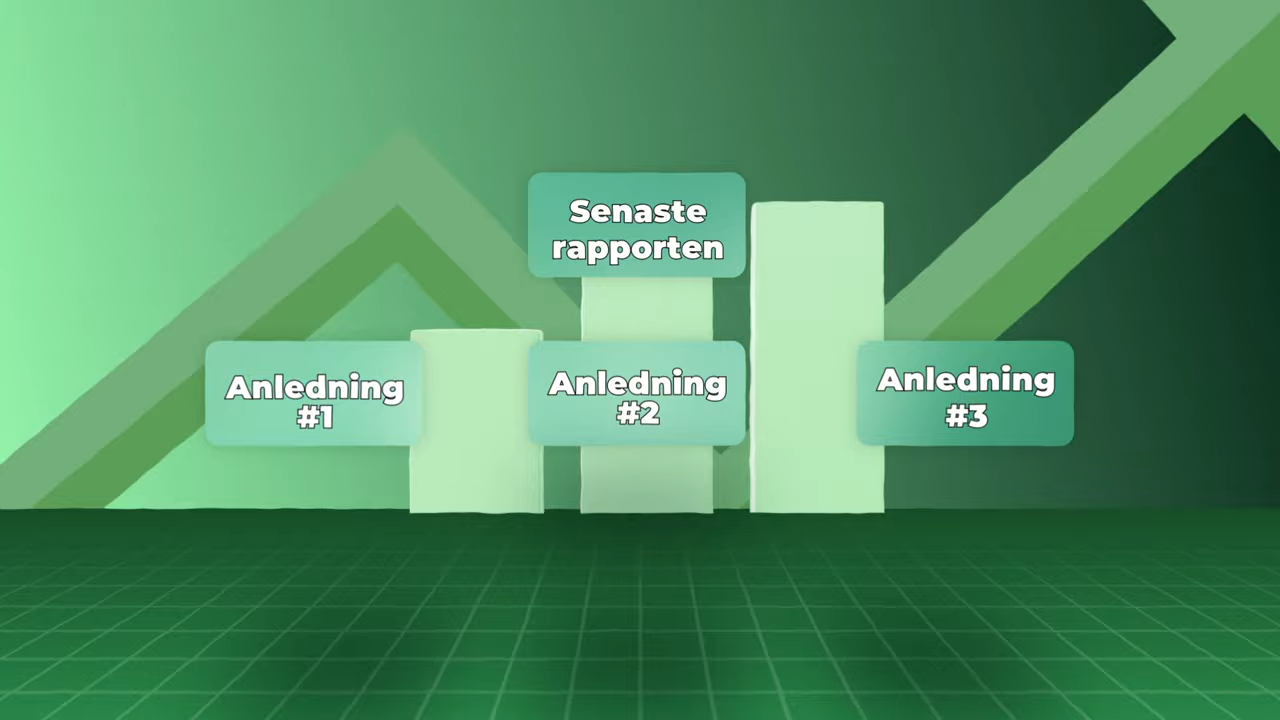 Senaste
rapporten
Anledning
#1
Anledning
#2
Anledning
#3